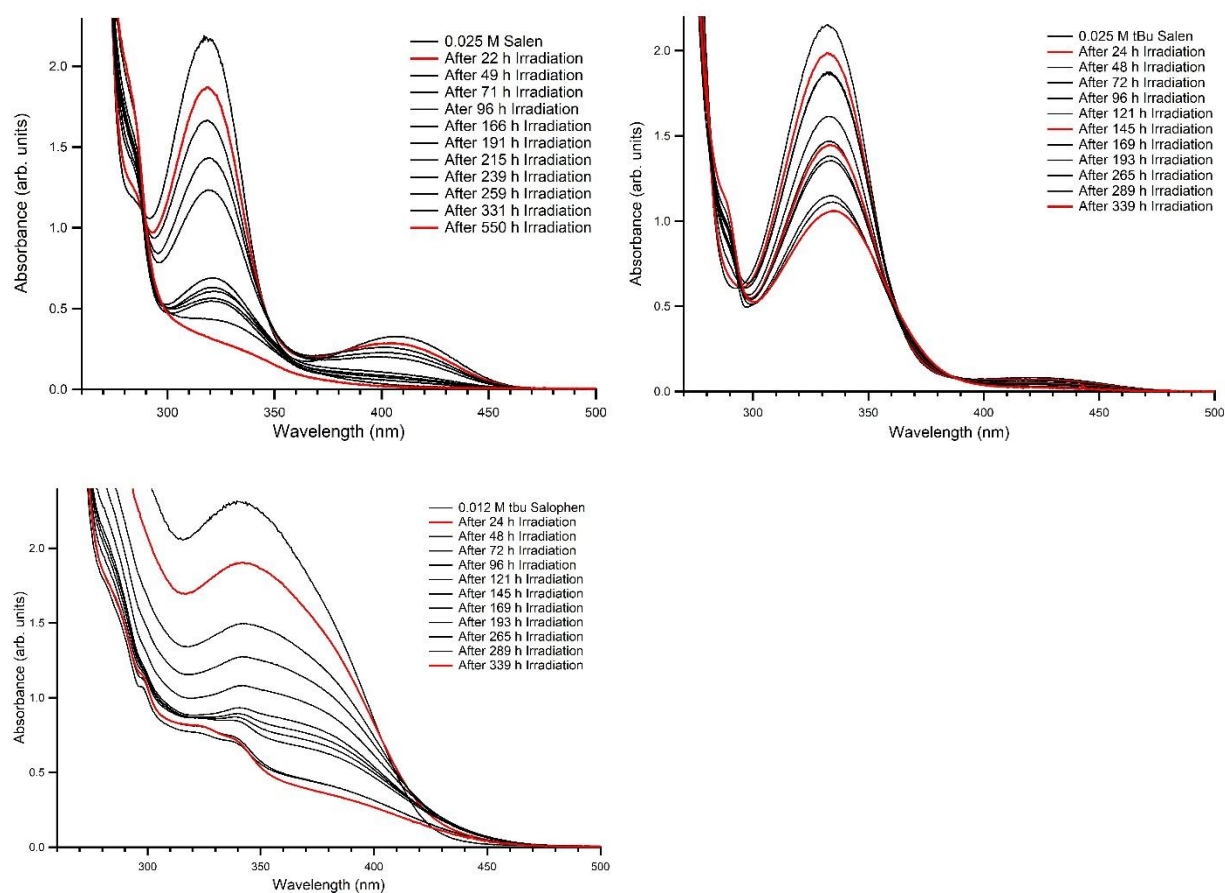 0.025 M Salen
After 22 h Irradiation
After 49 h Irradiation
After 71 h Irradiation
Ater 96 h Irradiation
After 166 h Irradiation
After 191 h Irradiation
After 215 h Irradiation
After 239 h Irradiation
After 259 h Irradiation
After 331 h Irradiation
After 550 h Irradiation
Absorbance (arb. units)
2.0
1.5
1.0
0.5
0.0
300 350 400 450 500
Wavelength (nm)
0.025 M tBu Salen
After 24 h Irradiation
After 48 h Irradiation
After 72 h Irradiation
After 96 h Irradiation
After 121 h Irradiation
After 145 h Irradiation
After 169 h Irradiation
After 193 h Irradiation
After 265 h Irradiation
After 289 h Irradiation
After 339 h Irradiation
Absorbance (arb. units)
2.0
1.5
1.0
0.5
0.0
300 350 400 450 500
Wavelength (nm)
0.012 M tbu Salophen
After 24 h Irradiation
After 48 h Irradiation
After 72 h Irradiation
After 96 h Irradiation
After 121 h Irradiation
After 145 h Irradiation
After 169 h Irradiation
After 193 h Irradiation
After 265 h Irradiation
After 289 h Irradiation
After 339 h Irradiation
Absorbance (arb. units)
2.0
1.5
1.0
0.5
0.0
300 350 400 450 500
Wavelength (nm)